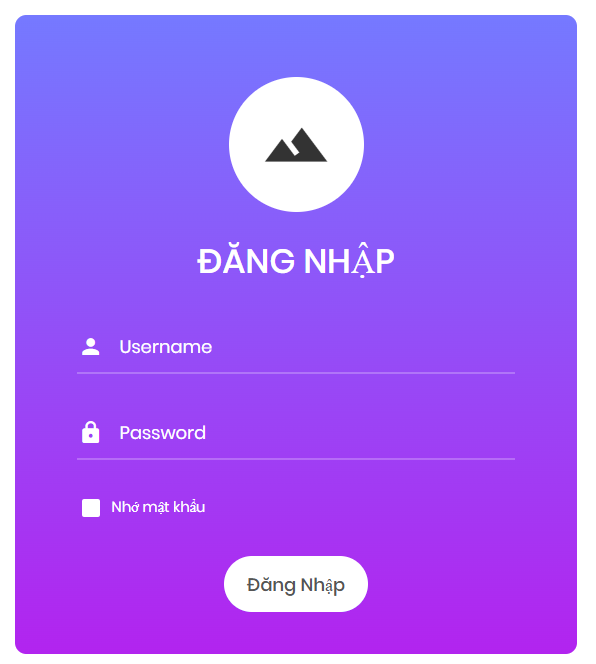 ĐĂNG NHẬP
Username
Password
Nhớ mật khẩu
Đăng Nhập